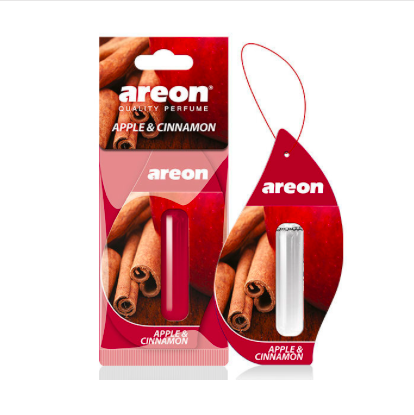 areon®
QUALITY PERFUME
APPLE & CINNAMON
areon
APPLE &
CINNAMON
areon
APPLE &
CINNAMON